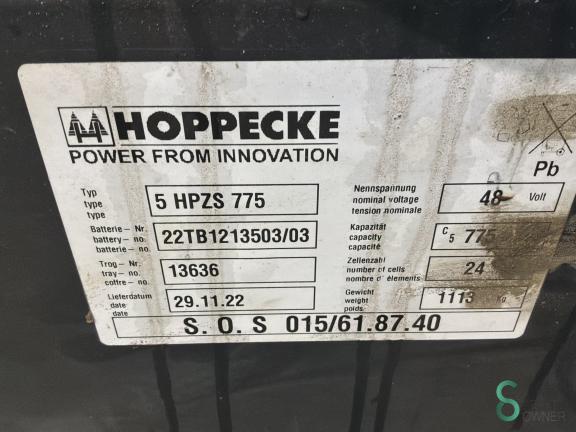 HOPPECKE
POWER FROM INNOVATION
Pb
Typ
type
type
5 HPZS 775
Nennspannung
nominal voltage
tension nominale
48 Volt
Batterie-Nr.
battery-no.
batterie-no.
22TB1213503/03
Kapazität
capacity
capacité
C5 775
Trog-Nr.
tray-no.
coffre-no.
13636
Zellenzahl
number of cells
nombre d'éléments
24
Lieferdatum
date
date
29.11.22
Gewicht
weight
poids
1113 kg
S.O.S 015/61.87.40
OWNER